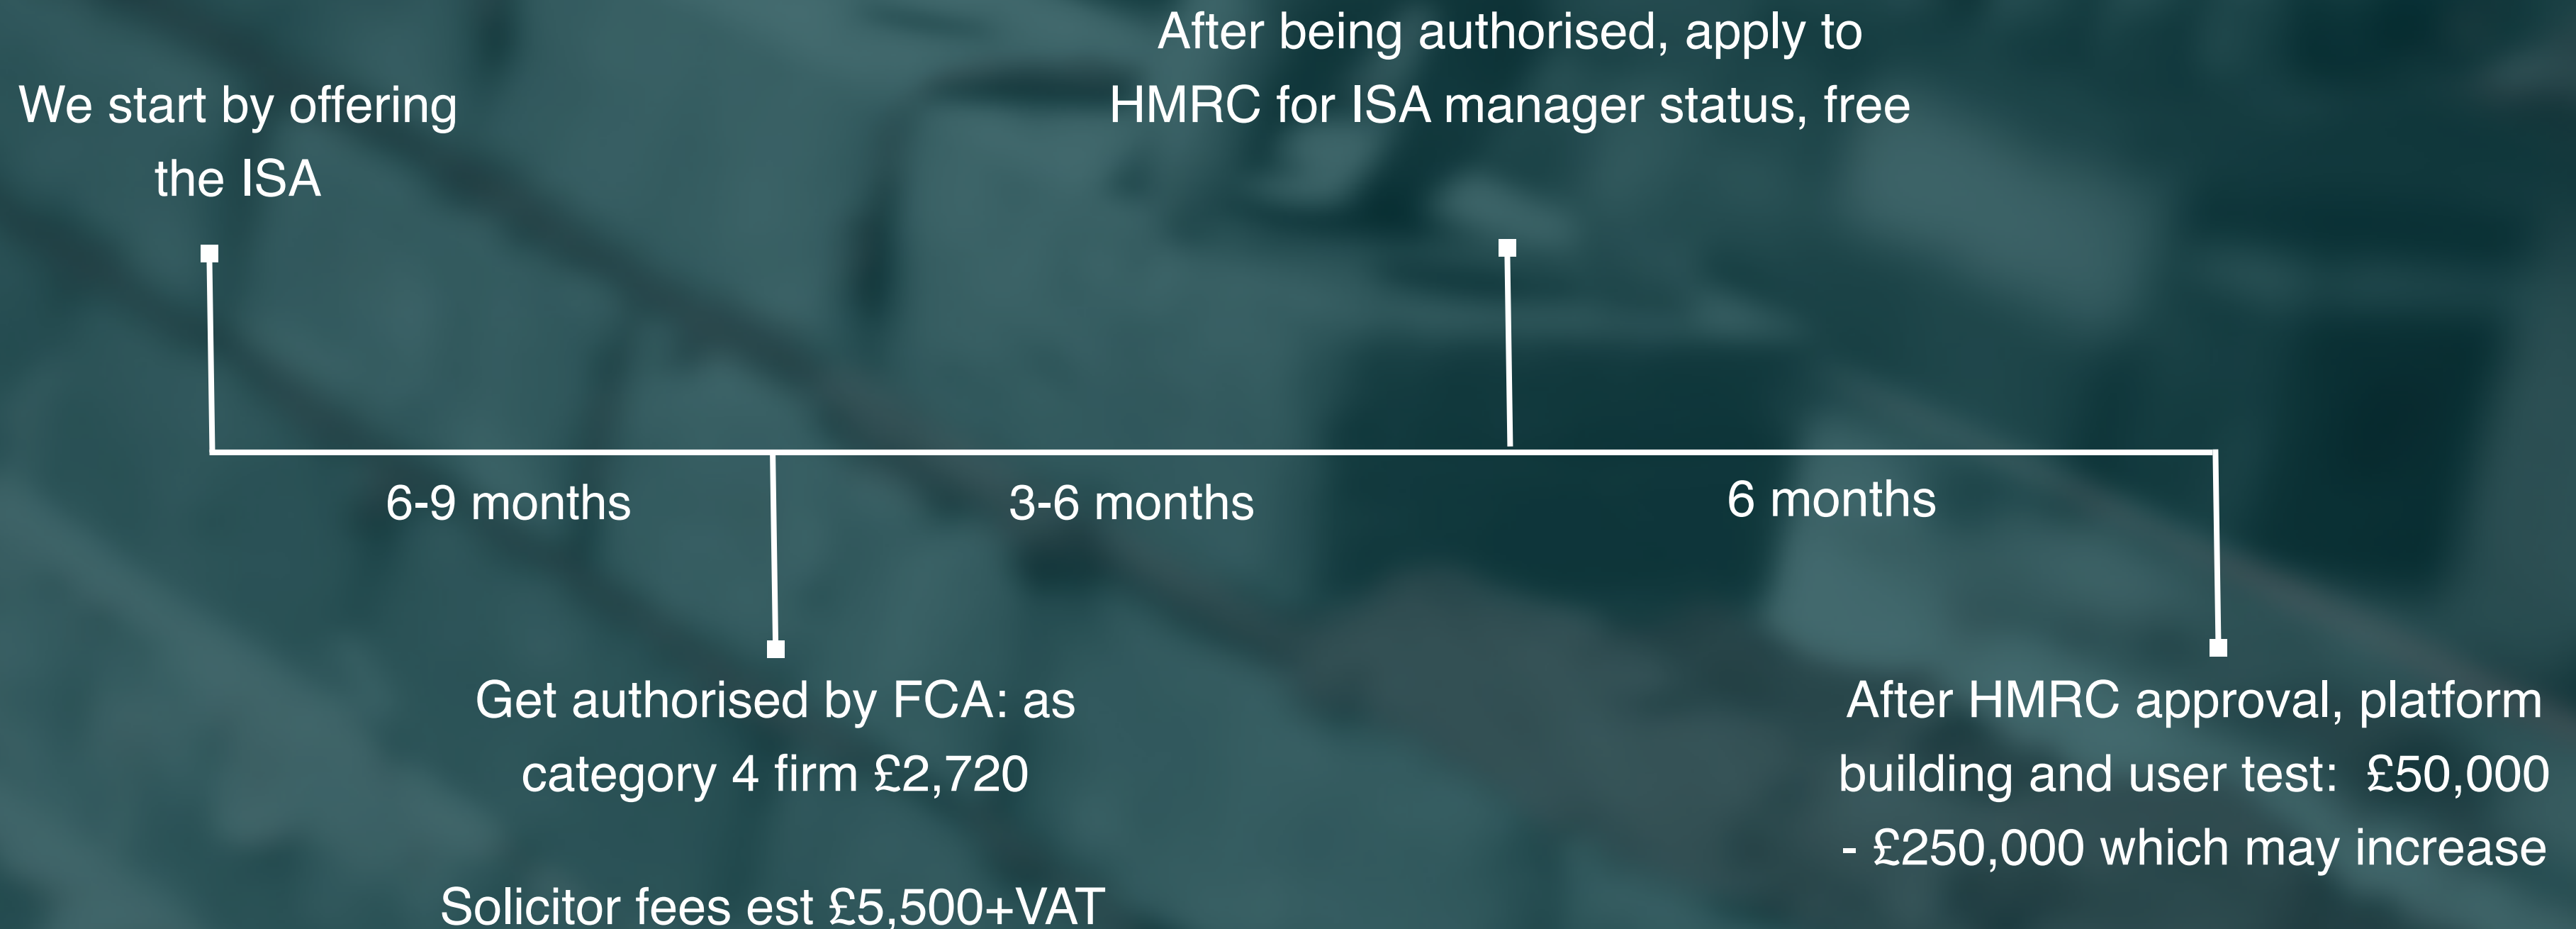 We start by offering
the ISA
After being authorised, apply to
HMRC for ISA manager status, free
6-9 months
3-6 months
6 months
Get authorised by FCA: as
category 4 firm £2,720
Solicitor fees est £5,500+VAT
After HMRC approval, platform
building and user test: £50,000
- £250,000 which may increase